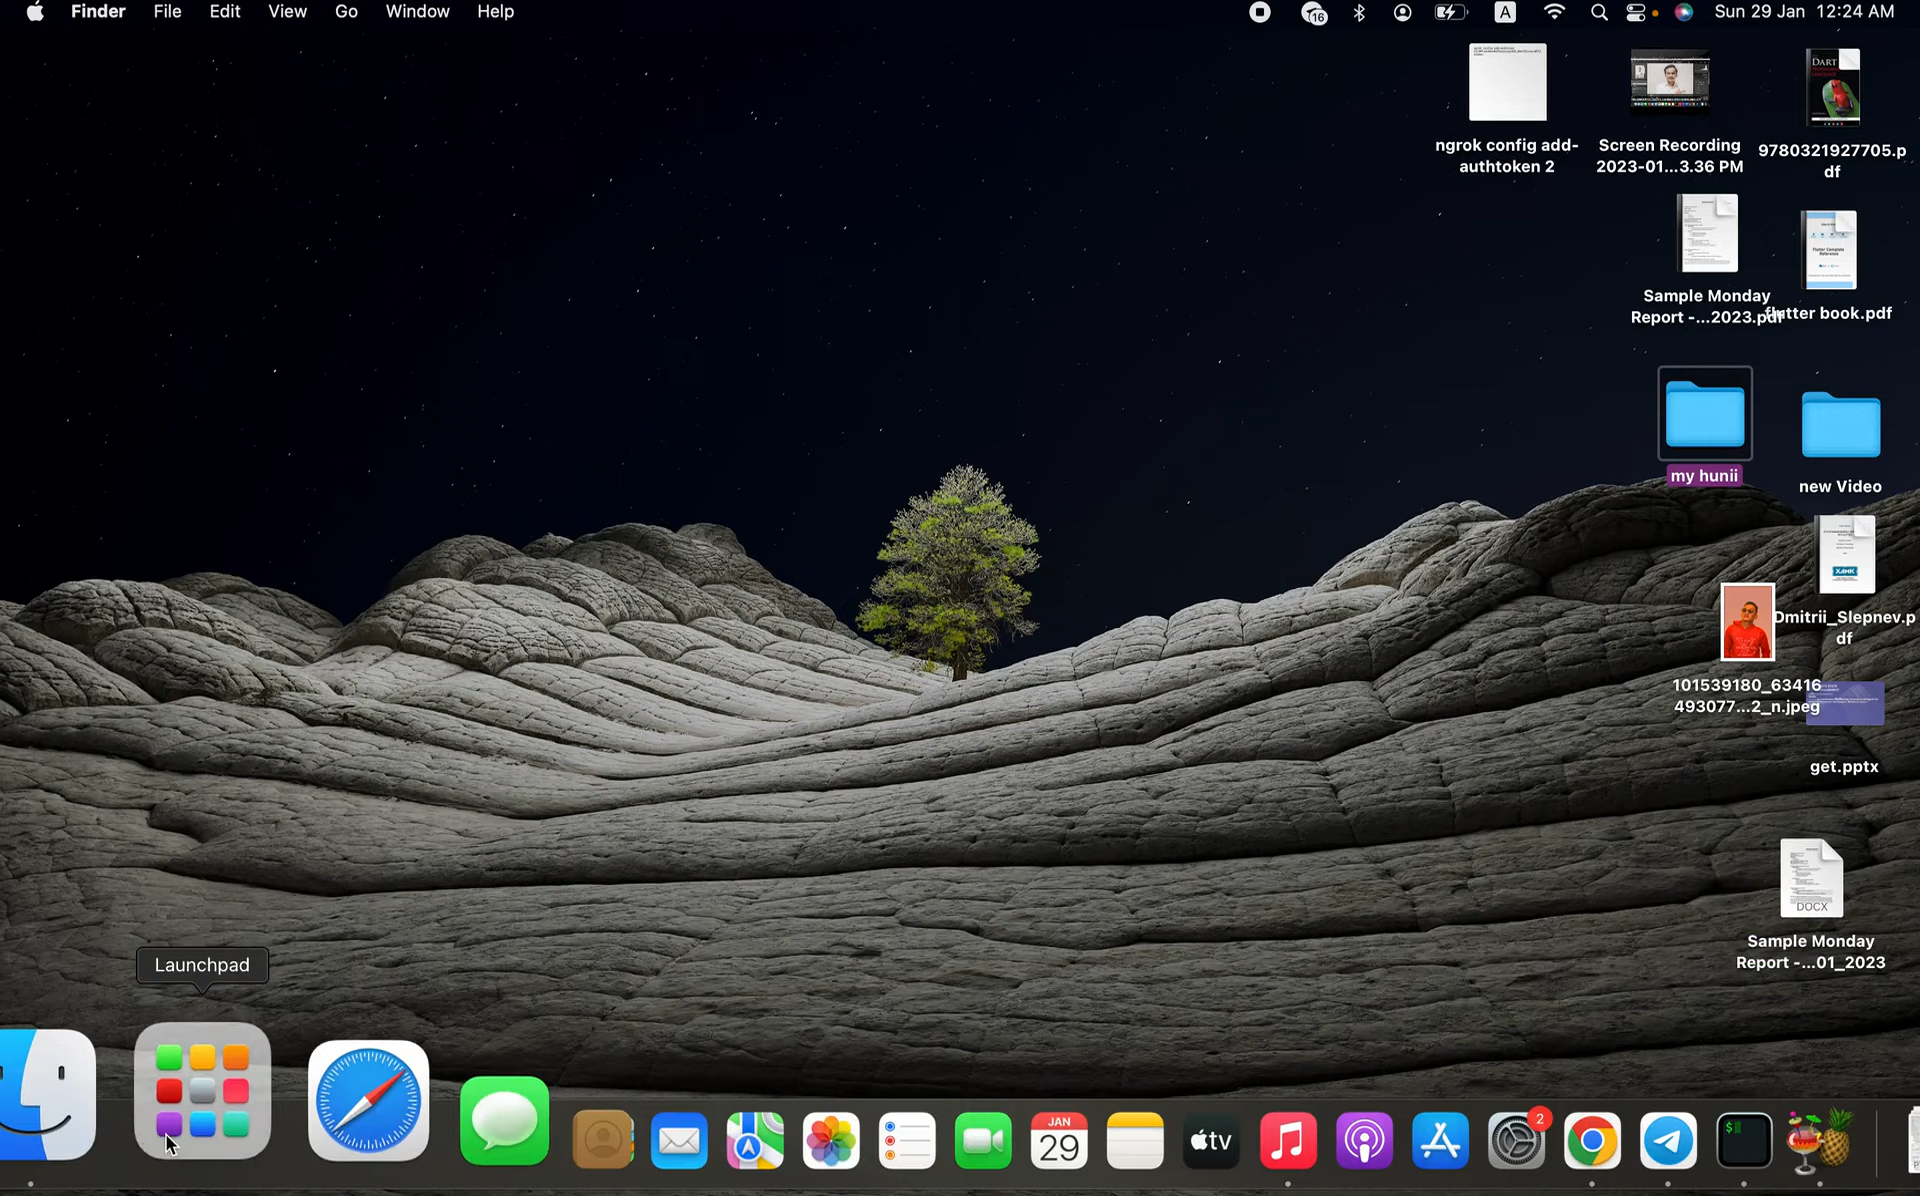 Finder File Edit View Go Window Help 16 A Sun 29 Jan 12:24 AM
ngrok config add-
authtoken 2
Screen Recording
2023-01...3.36 PM
DART
9780321927705.p
df
Sample Monday
Report -...2023.pdf
flutter book.pdf
my hunii
new Video
XAMK
Dmitrii_Slepnev.p
df
101539180_63416
493077...2_n.jpeg
get.pptx
DOCX
Sample Monday
Report -...01_2023
Launchpad
JAN
29
tv
2
$